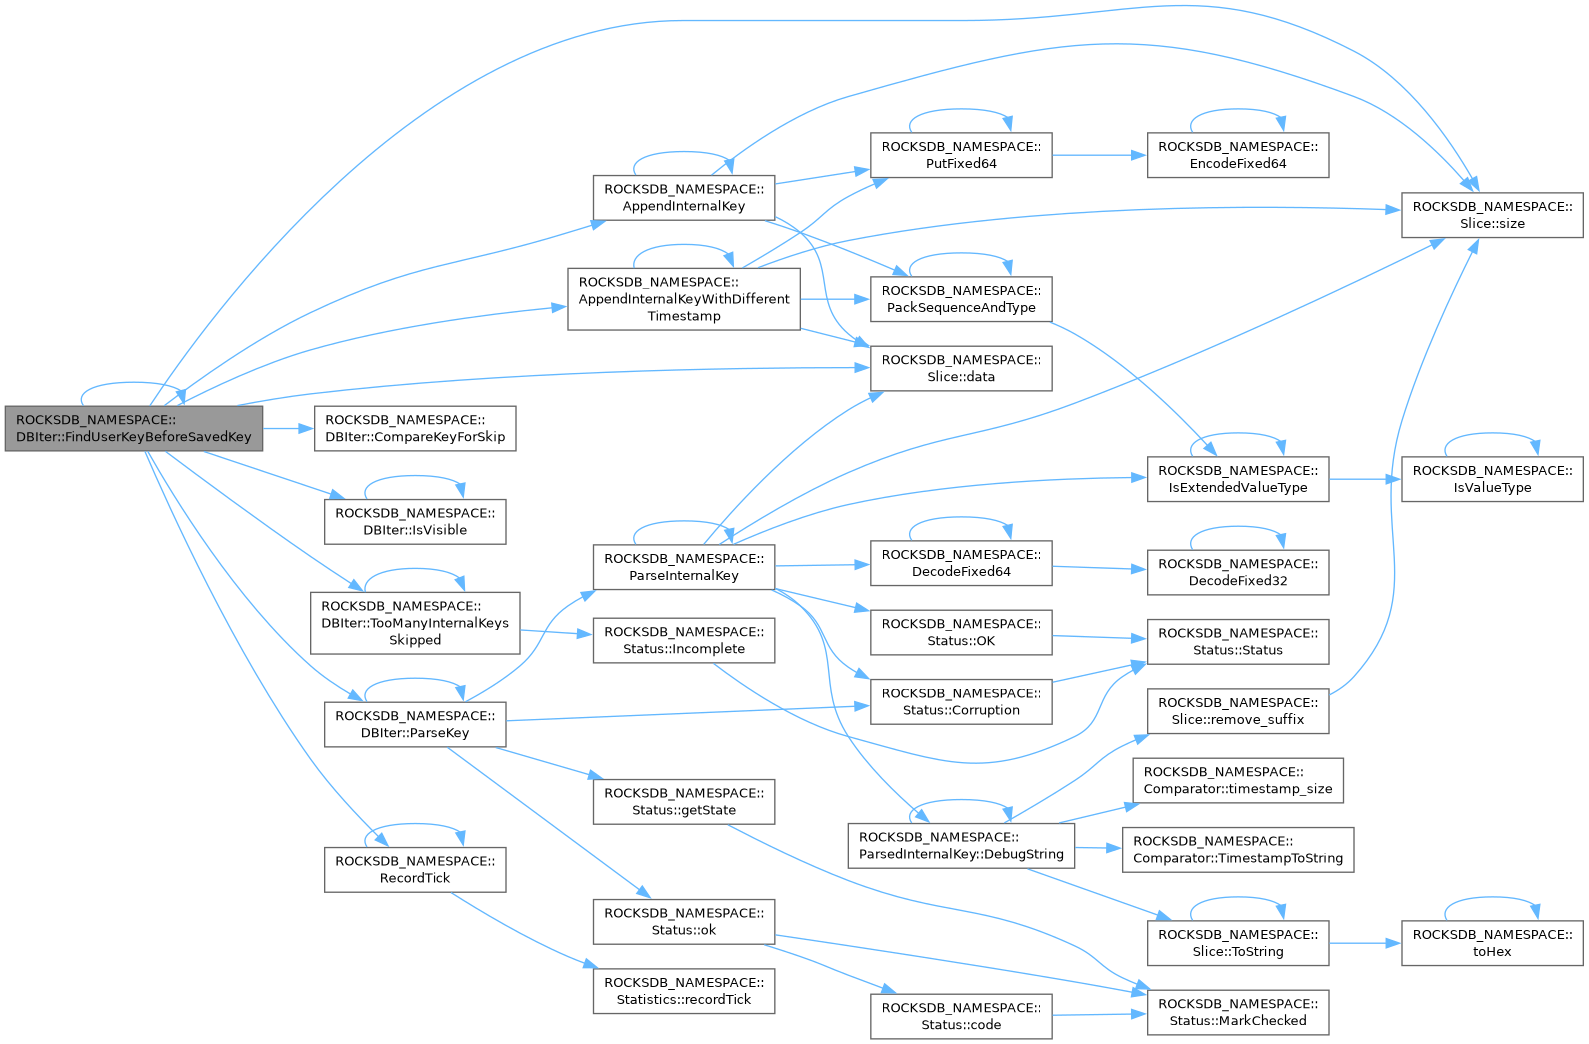 ROCKSDB_NAMESPACE::
DBIter::FindUserKeyBeforeSavedKey
ROCKSDB_NAMESPACE::
AppendInternalKey
ROCKSDB_NAMESPACE::
AppendInternalKeyWithDifferent
Timestamp
ROCKSDB_NAMESPACE::
DBIter::CompareKeyForSkip
ROCKSDB_NAMESPACE::
DBIter::IsVisible
ROCKSDB_NAMESPACE::
DBIter::TooManyInternalKeys
Skipped
ROCKSDB_NAMESPACE::
DBIter::ParseKey
ROCKSDB_NAMESPACE::
RecordTick
ROCKSDB_NAMESPACE::
ParseInternalKey
ROCKSDB_NAMESPACE::
Status::Incomplete
ROCKSDB_NAMESPACE::
Status::getState
ROCKSDB_NAMESPACE::
Status::ok
ROCKSDB_NAMESPACE::
Statistics::recordTick
ROCKSDB_NAMESPACE::
PutFixed64
ROCKSDB_NAMESPACE::
PackSequenceAndType
ROCKSDB_NAMESPACE::
Slice::data
ROCKSDB_NAMESPACE::
DecodeFixed64
ROCKSDB_NAMESPACE::
Status::OK
ROCKSDB_NAMESPACE::
Status::Corruption
ROCKSDB_NAMESPACE::
ParsedInternalKey::DebugString
ROCKSDB_NAMESPACE::
Status::code
ROCKSDB_NAMESPACE::
EncodeFixed64
ROCKSDB_NAMESPACE::
IsExtendedValueType
ROCKSDB_NAMESPACE::
DecodeFixed32
ROCKSDB_NAMESPACE::
Status::Status
ROCKSDB_NAMESPACE::
Slice::remove_suffix
ROCKSDB_NAMESPACE::
Comparator::timestamp_size
ROCKSDB_NAMESPACE::
Comparator::TimestampToString
ROCKSDB_NAMESPACE::
Slice::ToString
ROCKSDB_NAMESPACE::
Status::MarkChecked
ROCKSDB_NAMESPACE::
Slice::size
ROCKSDB_NAMESPACE::
IsValueType
ROCKSDB_NAMESPACE::
toHex